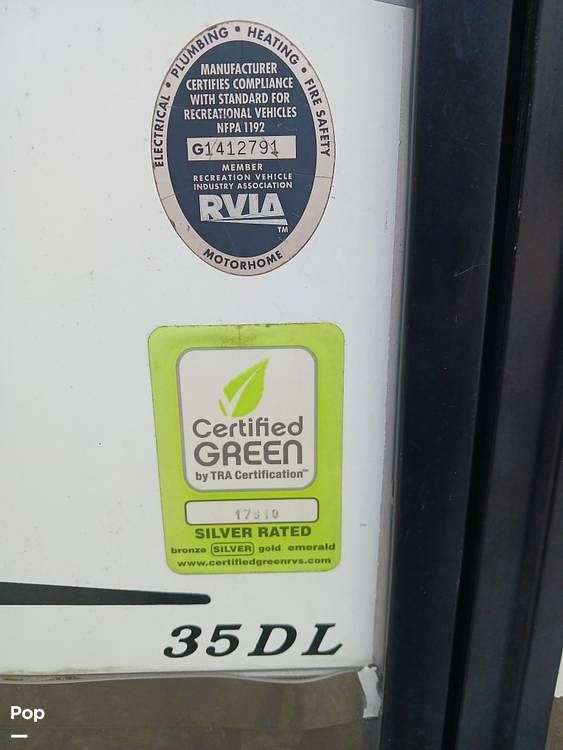 ELECTRICAL • PLUMBING • HEATING • FIRE SAFETY
MANUFACTURER
CERTIFIES COMPLIANCE
WITH STANDARD FOR
RECREATIONAL VEHICLES
NFPA 1192
G1412791
MEMBER
RECREATION VEHICLE
INDUSTRY ASSOCIATION
RVIA
TM
MOTORHOME
Certified
GREEN
by TRA Certification™
SILVER RATED
bronze SILVER gold emerald
www.certifiedgreenrvs.com
35DL
Pop